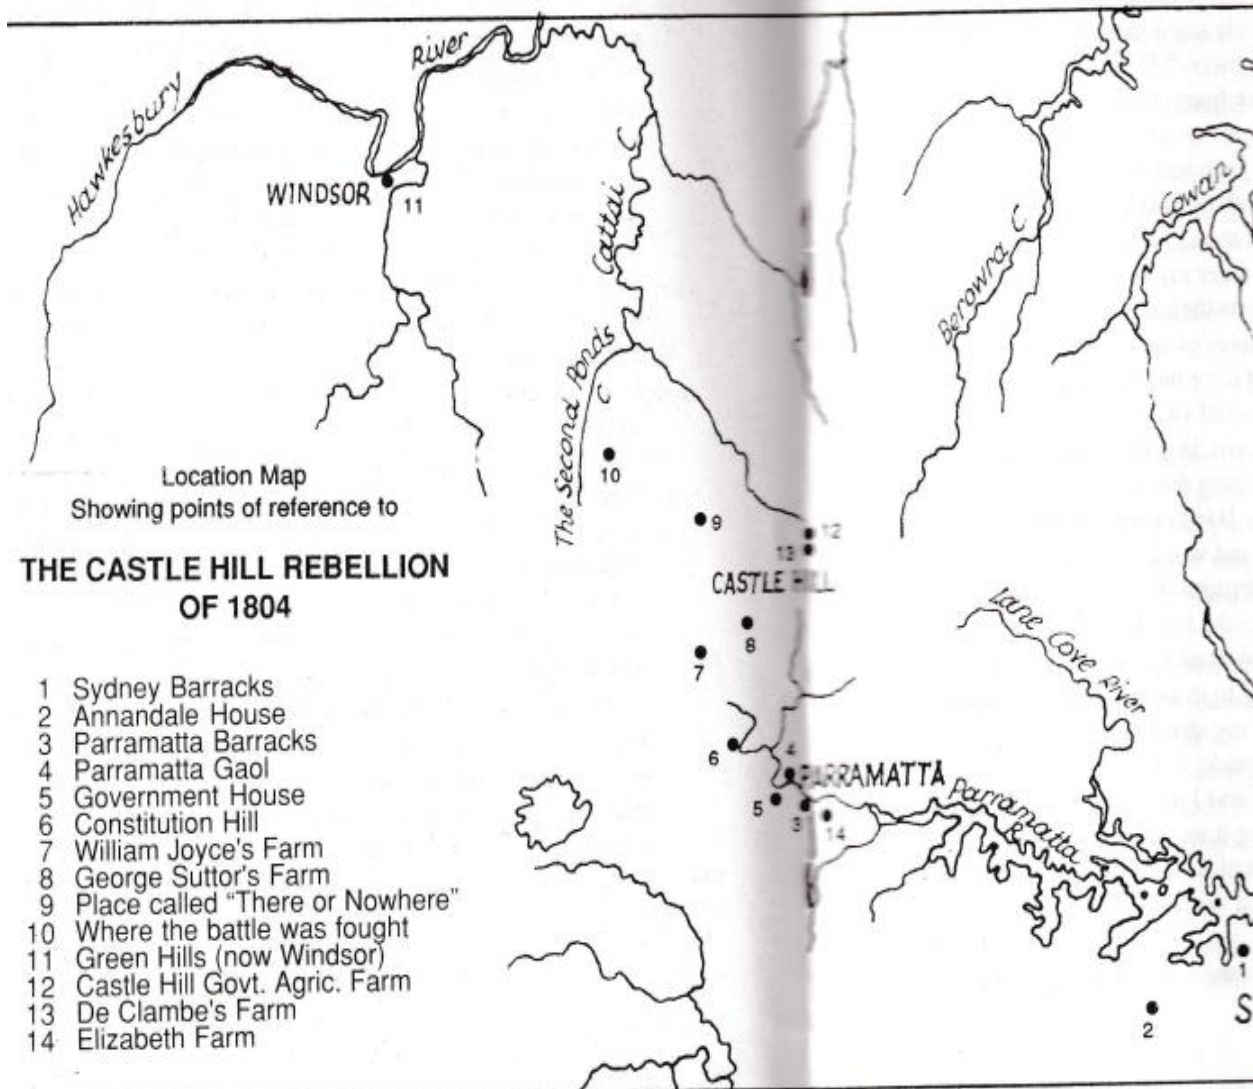 Hawkesbury
River
WINDSOR
11
Cattai C
The Second Ponds C
10
9
12
13
CASTLE HILL
8
7
6
4
PARRAMATTA
5
3
14
Berowra C
Cowan
Lane Cove River
Parramatta R
1
2
S
Location Map
Showing points of reference to
THE CASTLE HILL REBELLION
OF 1804
1 Sydney Barracks
2 Annandale House
3 Parramatta Barracks
4 Parramatta Gaol
5 Government House
6 Constitution Hill
7 William Joyce's Farm
8 George Suttor's Farm
9 Place called "There or Nowhere"
10 Where the battle was fought
11 Green Hills (now Windsor)
12 Castle Hill Govt. Agric. Farm
13 De Clambe's Farm
14 Elizabeth Farm